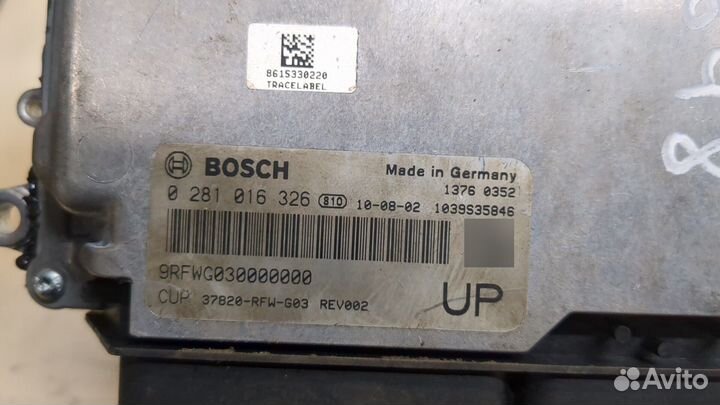 8615330220
TRACELABEL
BOSCH
Made in Germany
1376 0352
0 281 016 326 810 10-08-02 1039S35846
9RFWG030000000
CUP 37820-RFW-G03 REV002
UP
Avito